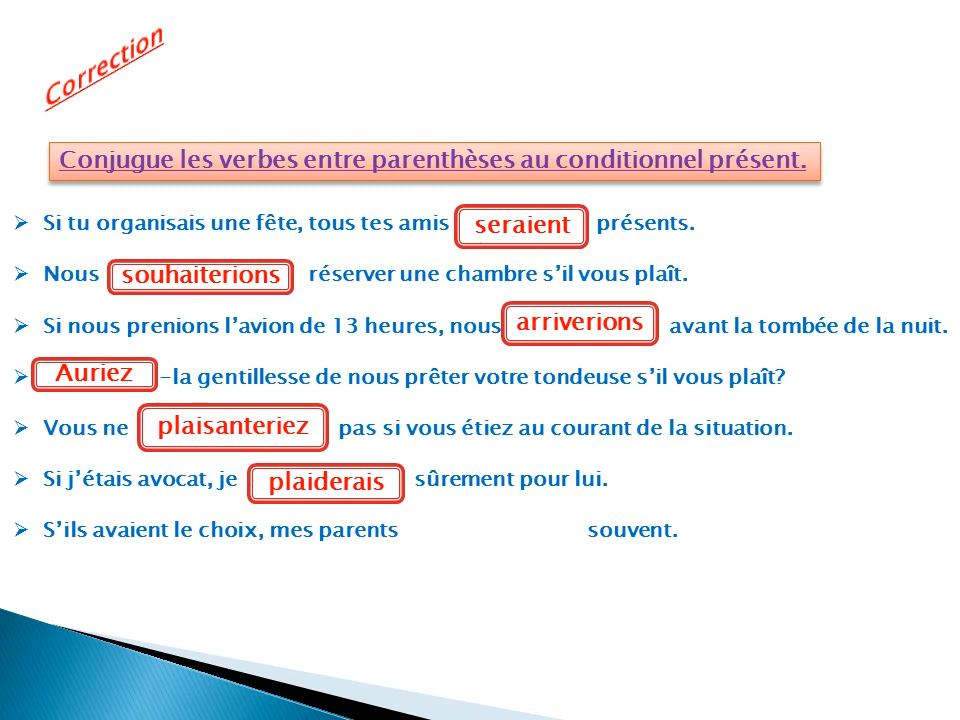 Correction
Conjugue les verbes entre parenthèses au conditionnel présent.
Si tu organisais une fête, tous tes amis seraient présents.
Nous souhaiterions réserver une chambre s’il vous plaît.
Si nous prenions l’avion de 13 heures, nous arriverions avant la tombée de la nuit.
Auriez -la gentillesse de nous prêter votre tondeuse s’il vous plaît?
Vous ne plaisanteriez pas si vous étiez au courant de la situation.
Si j’étais avocat, je plaiderais sûrement pour lui.
S’ils avaient le choix, mes parents souvent.